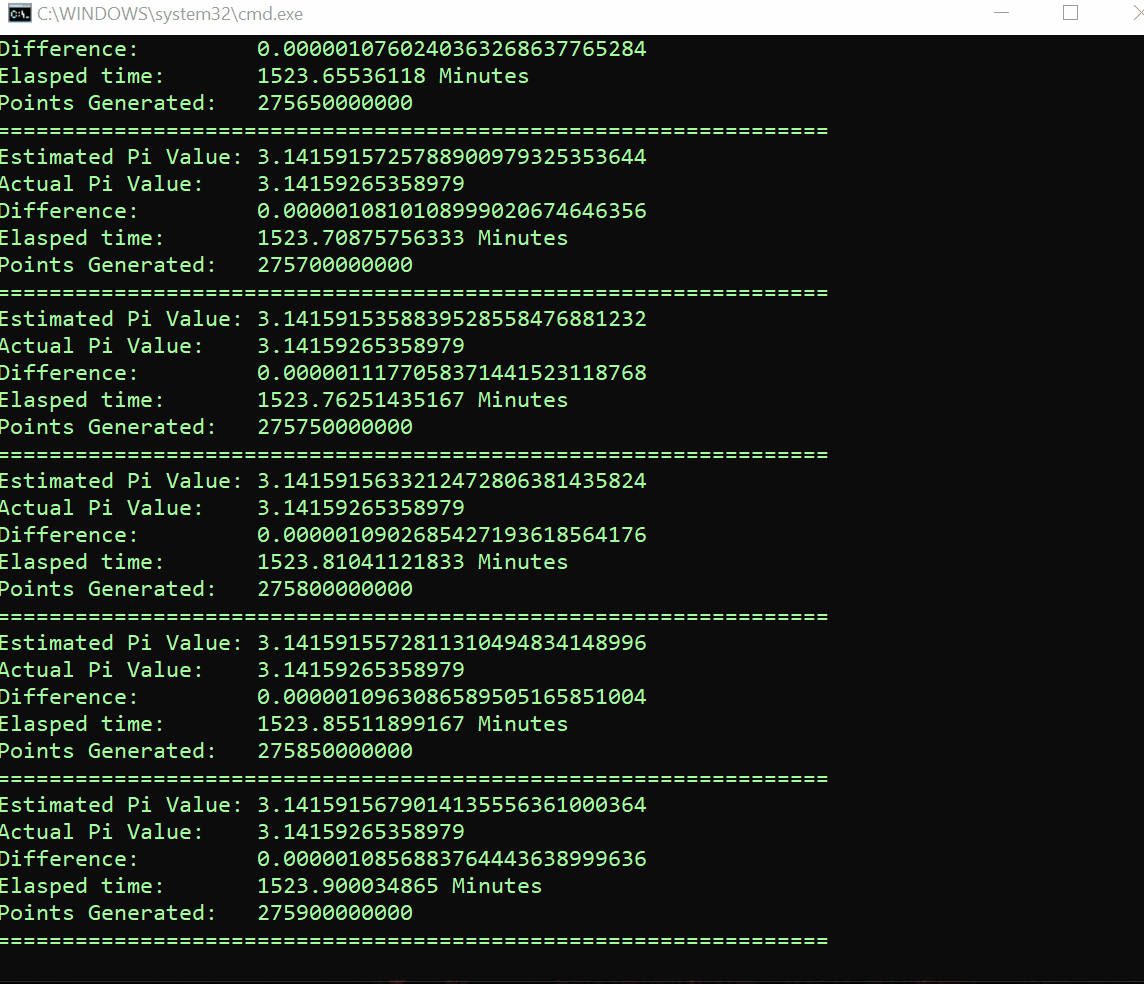 C:\WINDOWS\system32\cmd.exe
Difference: 0.0000010760240363268637765284
Elasped time: 1523.65536118 Minutes
Points Generated: 275650000000
================================================================
Estimated Pi Value: 3.1415915725788900979325353644
Actual Pi Value: 3.14159265358979
Difference: 0.0000010810108999020674646356
Elasped time: 1523.70875756333 Minutes
Points Generated: 275700000000
================================================================
Estimated Pi Value: 3.1415915358839528558476881232
Actual Pi Value: 3.14159265358979
Difference: 0.0000011177058371441523118768
Elasped time: 1523.76251435167 Minutes
Points Generated: 275750000000
================================================================
Estimated Pi Value: 3.1415915633212472806381435824
Actual Pi Value: 3.14159265358979
Difference: 0.0000010902685427193618564176
Elasped time: 1523.81041121833 Minutes
Points Generated: 275800000000
================================================================
Estimated Pi Value: 3.1415915572811310494834148996
Actual Pi Value: 3.14159265358979
Difference: 0.0000010963086589505165851004
Elasped time: 1523.85511899167 Minutes
Points Generated: 275850000000
================================================================
Estimated Pi Value: 3.1415915679014135556361000364
Actual Pi Value: 3.14159265358979
Difference: 0.0000010856883764443638999636
Elasped time: 1523.900034865 Minutes
Points Generated: 275900000000
================================================================